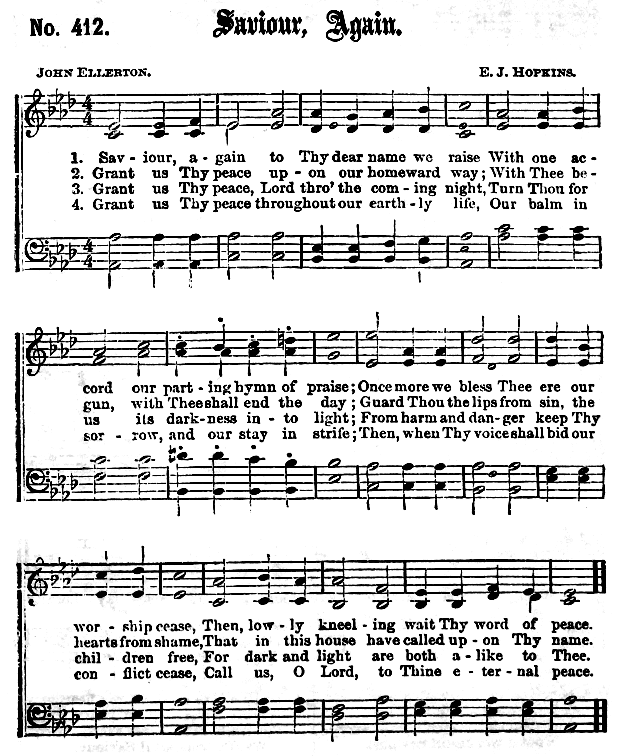 No. 412. Saviour, Again.
JOHN ELLERTON. E. J. HOPKINS.
1. Sav - iour, a - gain to Thy dear name we raise With one ac -
2. Grant us Thy peace up - on our homeward way; With Thee be -
3. Grant us Thy peace, Lord thro' the com - ing night, Turn Thou for
4. Grant us Thy peace throughout our earth - ly life, Our balm in
cord our part - ing hymn of praise; Once more we bless Thee ere our
gun, with Thee shall end the day; Guard Thou the lips from sin, the
us its dark - ness in - to light; From harm and dan - ger keep Thy
sor - row, and our stay in strife; Then, when Thy voice shall bid our
wor - ship cease, Then, low - ly kneel - ing wait Thy word of peace.
hearts from shame, That in this house have called up - on Thy name.
chil - dren free, For dark and light are both a - like to Thee.
con - flict cease, Call us, O Lord, to Thine e - ter - nal peace.